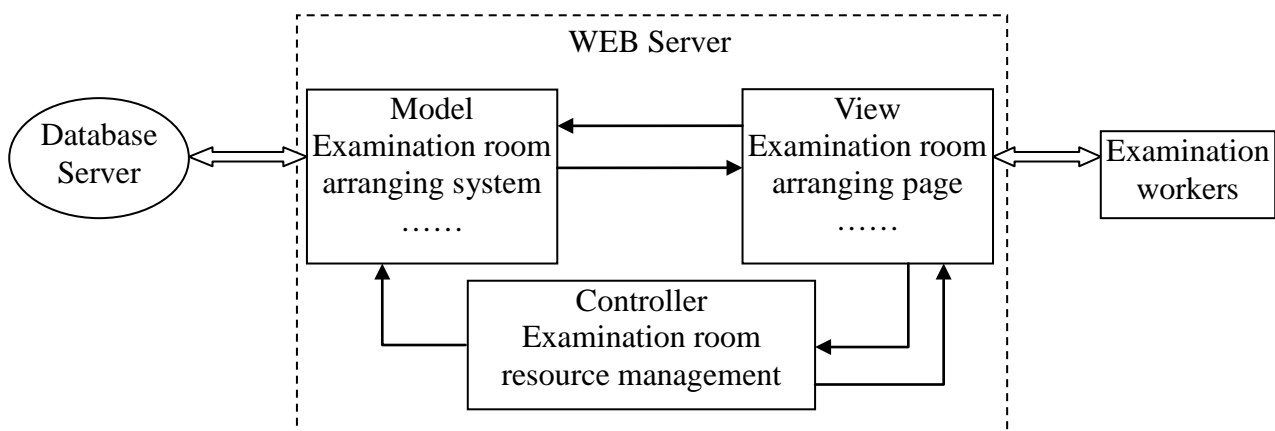 WEB Server
Database
Server
Model
Examination room
arranging system
……
View
Examination room
arranging page
……
Examination
workers
Controller
Examination room
resource management